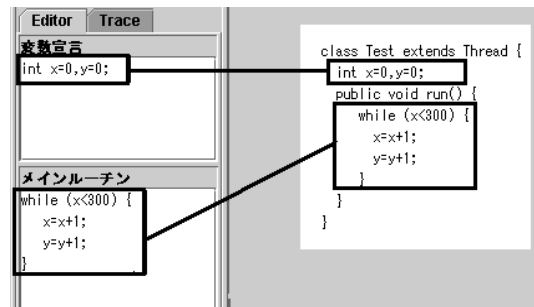 Editor Trace
変数宣言
int x=0,y=0;
メインルーチン
while (x<300) {
x=x+1;
y=y+1;
}
class Test extends Thread {
int x=0,y=0;
public void run() {
while (x<300) {
x=x+1;
y=y+1;
}
}
}